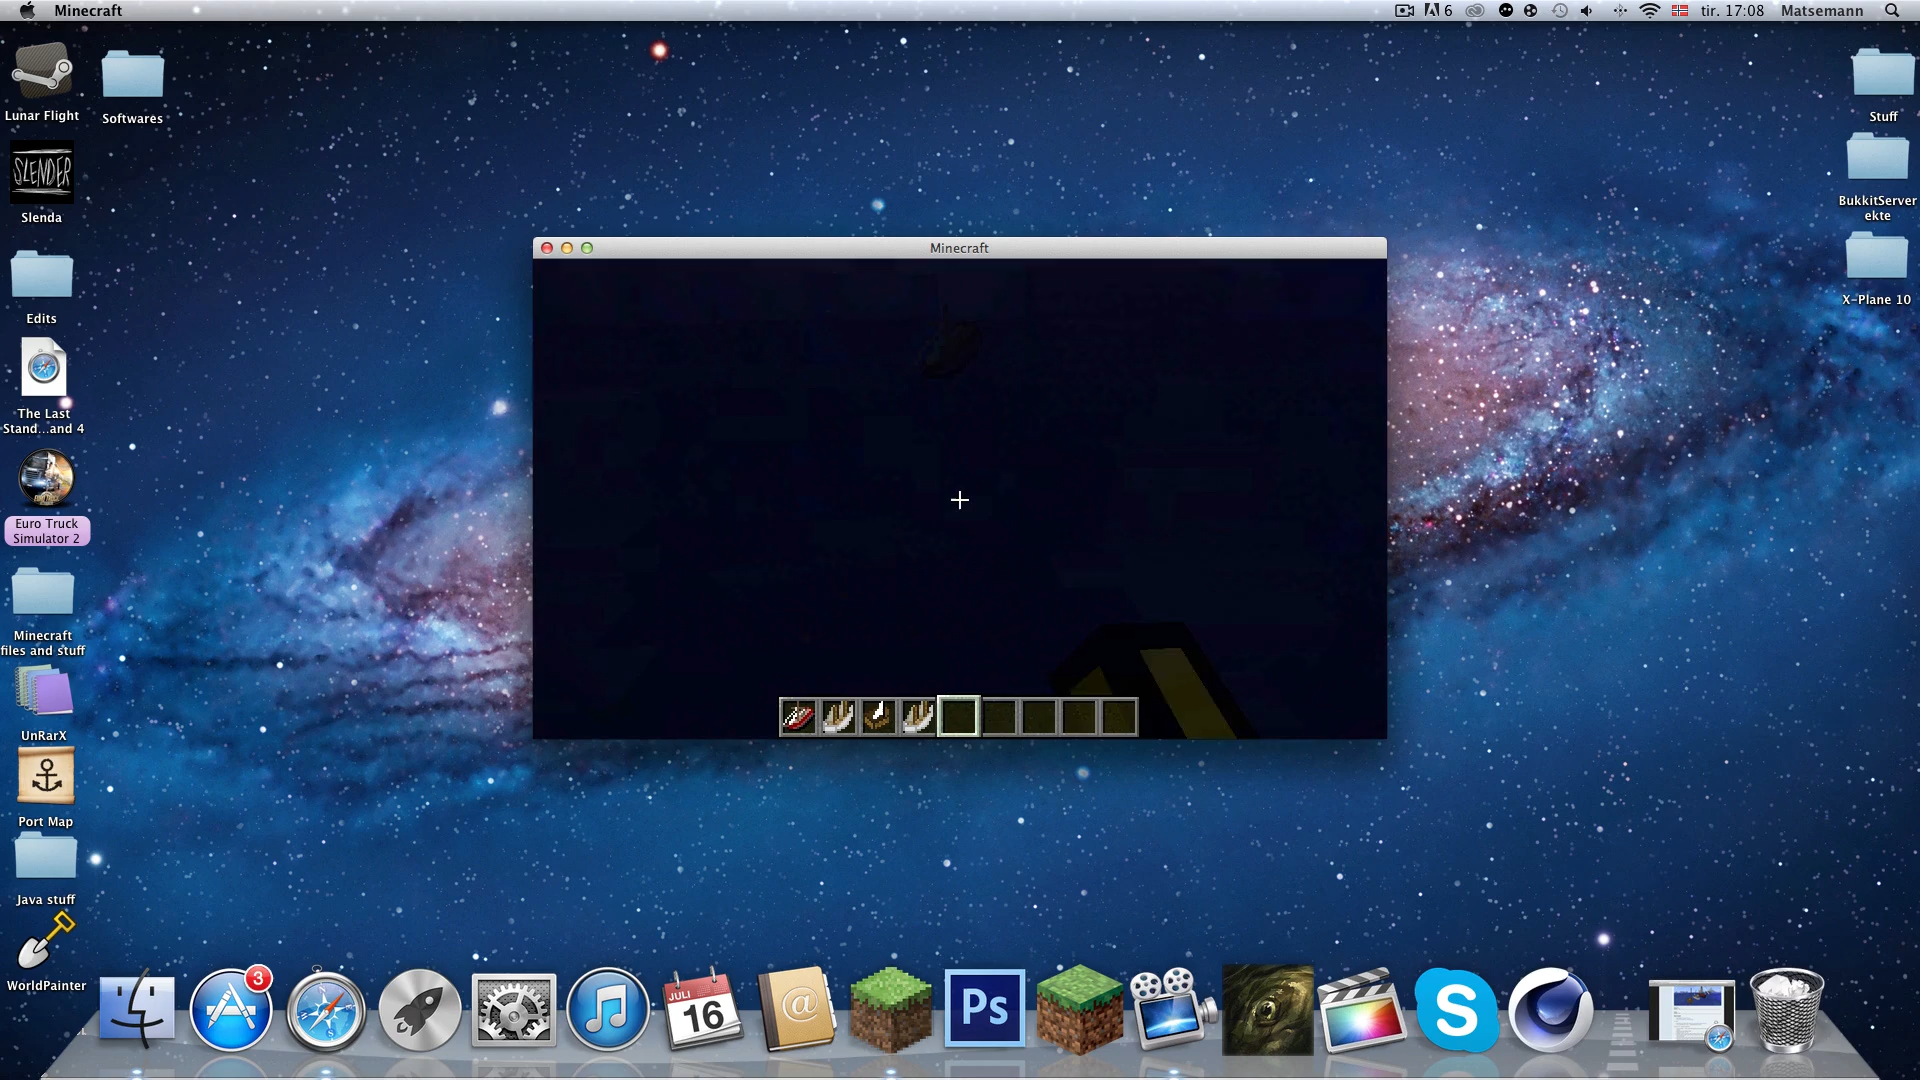 Minecraft
6
tir. 17:08
Matsemann
Lunar Flight
Softwares
Stuff
SLENDER
Slenda
BukkitServer
ekte
Minecraft
Edits
X-Plane 10
The Last
Stand...and 4
Euro Truck
Simulator 2
Minecraft
files and stuff
UnRarX
Port Map
Java stuff
WorldPainter
3
JULI
16
@
Ps
S